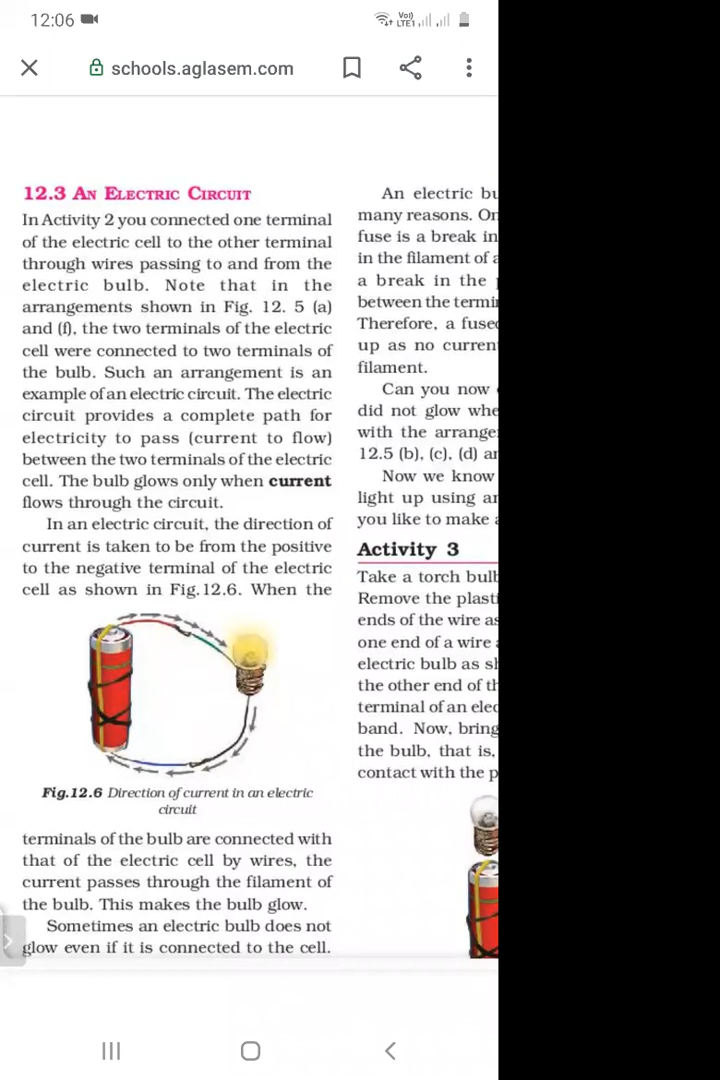 12:06
Vo))
LTE1
schools.aglasem.com
12.3 AN ELECTRIC CIRCUIT
In Activity 2 you connected one terminal
of the electric cell to the other terminal
through wires passing to and from the
electric bulb. Note that in the
arrangements shown in Fig. 12. 5 (a)
and (f), the two terminals of the electric
cell were connected to two terminals of
the bulb. Such an arrangement is an
example of an electric circuit. The electric
circuit provides a complete path for
electricity to pass (current to flow)
between the two terminals of the electric
cell. The bulb glows only when current
flows through the circuit.
In an electric circuit, the direction of
current is taken to be from the positive
to the negative terminal of the electric
cell as shown in Fig.12.6. When the
Fig.12.6 Direction of current in an electric
circuit
terminals of the bulb are connected with
that of the electric cell by wires, the
current passes through the filament of
the bulb. This makes the bulb glow.
Sometimes an electric bulb does not
glow even if it is connected to the cell.
An electric
many reasons.
fuse is a break in
in the filament of
a break in the
between the
Therefore, a
up as no
filament.
Can you now
did not glow
with the
12.5 (b), (c), (d)
Now we know
light up using
you like to make
Activity 3
Take a torch
Remove the
ends of the wire as
one end of a wire
electric bulb as
the other end of
terminal of an
band. Now, bring
the bulb, that is,
contact with the